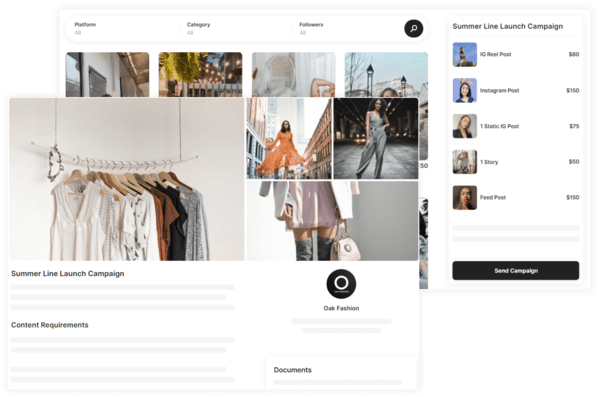 Platform
All
Category
All
Followers
All
Summer Line Launch Campaign
IG Reel Post
$80
Instagram Post
$150
1 Static IG Post
$75
1 Story
$50
Feed Post
$150
Send Campaign
50
Summer Line Launch Campaign
Content Requirements
Oak Fashion
Documents